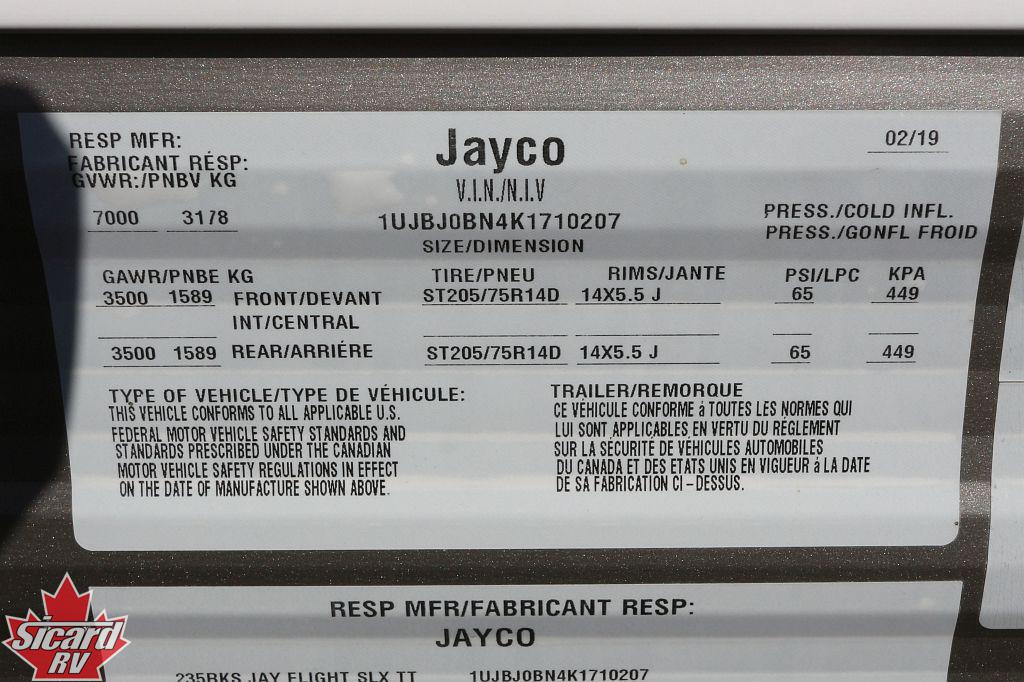 RESP MFR:
FABRICANT RÉSP:
GVWR:/PNBV KG
Jayco
02/19
V.I.N./N.I.V
7000 3178
1UJBJ0BN4K1710207
PRESS./COLD INFL.
PRESS./GONFL FROID
SIZE/DIMENSION
GAWR/PNBE KG TIRE/PNEU RIMS/JANTE PSI/LPC KPA
3500 1589 FRONT/DEVANT ST205/75R14D 14X5.5 J 65 449
INT/CENTRAL
3500 1589 REAR/ARRIÉRE ST205/75R14D 14X5.5 J 65 449
TYPE OF VEHICLE/TYPE DE VÉHICULE:
THIS VEHICLE CONFORMS TO ALL APPLICABLE U.S.
FEDERAL MOTOR VEHICLE SAFETY STANDARDS AND
STANDARDS PRESCRIBED UNDER THE CANADIAN
MOTOR VEHICLE SAFETY REGULATIONS IN EFFECT
ON THE DATE OF MANUFACTURE SHOWN ABOVE.
TRAILER/REMORQUE
CE VÉHICULE CONFORME á TOUTES LES NORMES QUI
LUI SONT APPLICABLES EN VERTU DU RÉGLEMENT
SUR LA SÉCURITÉ DE VÉHICULES AUTOMOBILES
DU CANADA ET DES ETATS UNIS EN VIGUEUR á LA DATE
DE SA FABRICATION CI-DESSUS.
RESP MFR/FABRICANT RESP:
JAYCO
235BKS JAY FLIGHT SLX TT 1UJBJ0BN4K1710207
Sicard
RV